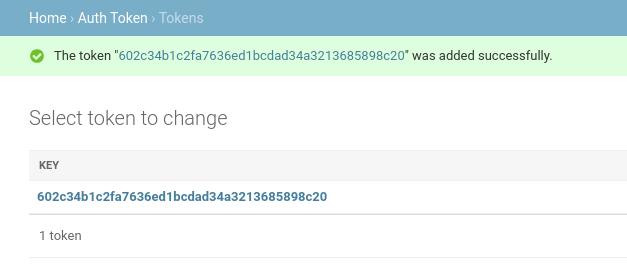 Home › Auth Token › Tokens
The token "602c34b1c2fa7636ed1bcdad34a3213685898c20" was added successfully.
Select token to change
KEY
602c34b1c2fa7636ed1bcdad34a3213685898c20
1 token